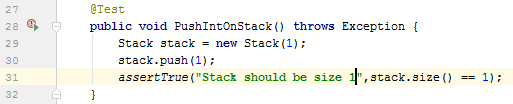 27 @Test
28 public void PushIntOnStack() throws Exception {
29 Stack stack = new Stack(1);
30 stack.push(1);
31 assertTrue("Stack should be size 1",stack.size() == 1);
32 }